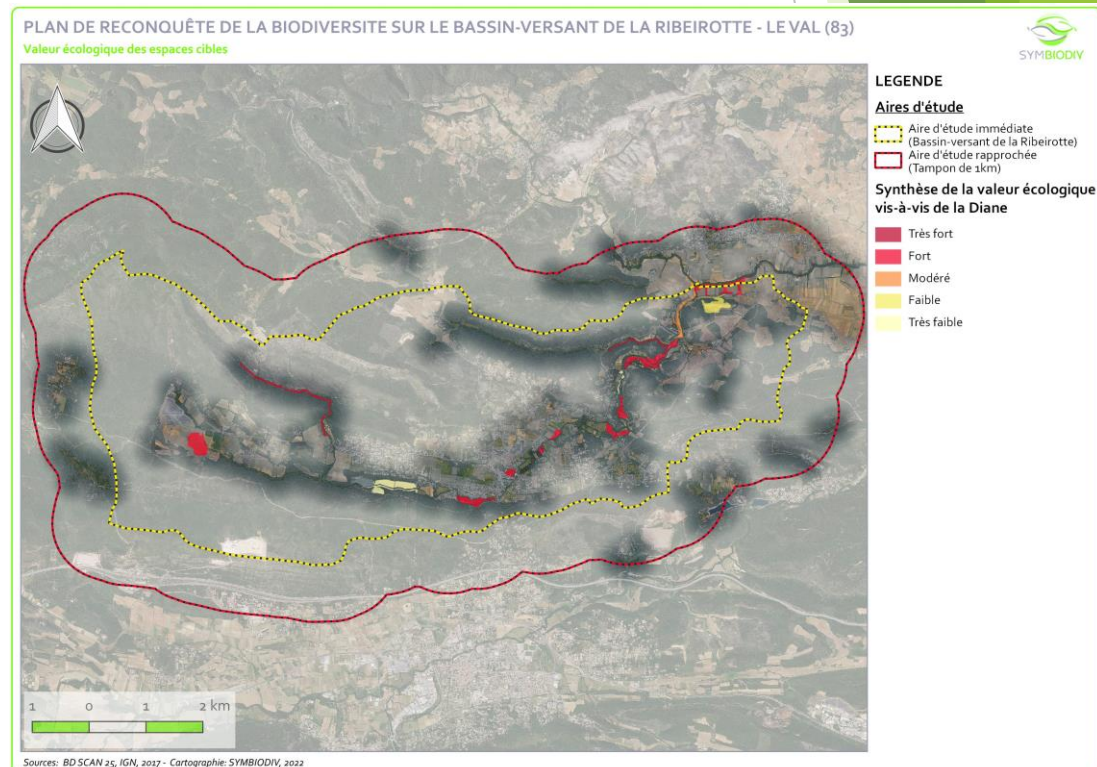 PLAN DE RECONQUÊTE DE LA BIODIVERSITE SUR LE BASSIN-VERSANT DE LA RIBEIROTTE - LE VAL (83)
Valeur écologique des espaces cibles
SYMBIODIV
LEGENDE
Aires d'étude
Aire d'étude immédiate
(Bassin-versant de la Ribeirotte)
Aire d'étude rapprochée
(Tampon de 1km)
Synthèse de la valeur écologique
vis-à-vis de la Diane
Très fort
Fort
Modéré
Faible
Très faible
1 0 1 2 km
Sources: BD SCAN 25, IGN, 2017 - Cartographie: SYMBIODIV, 2022